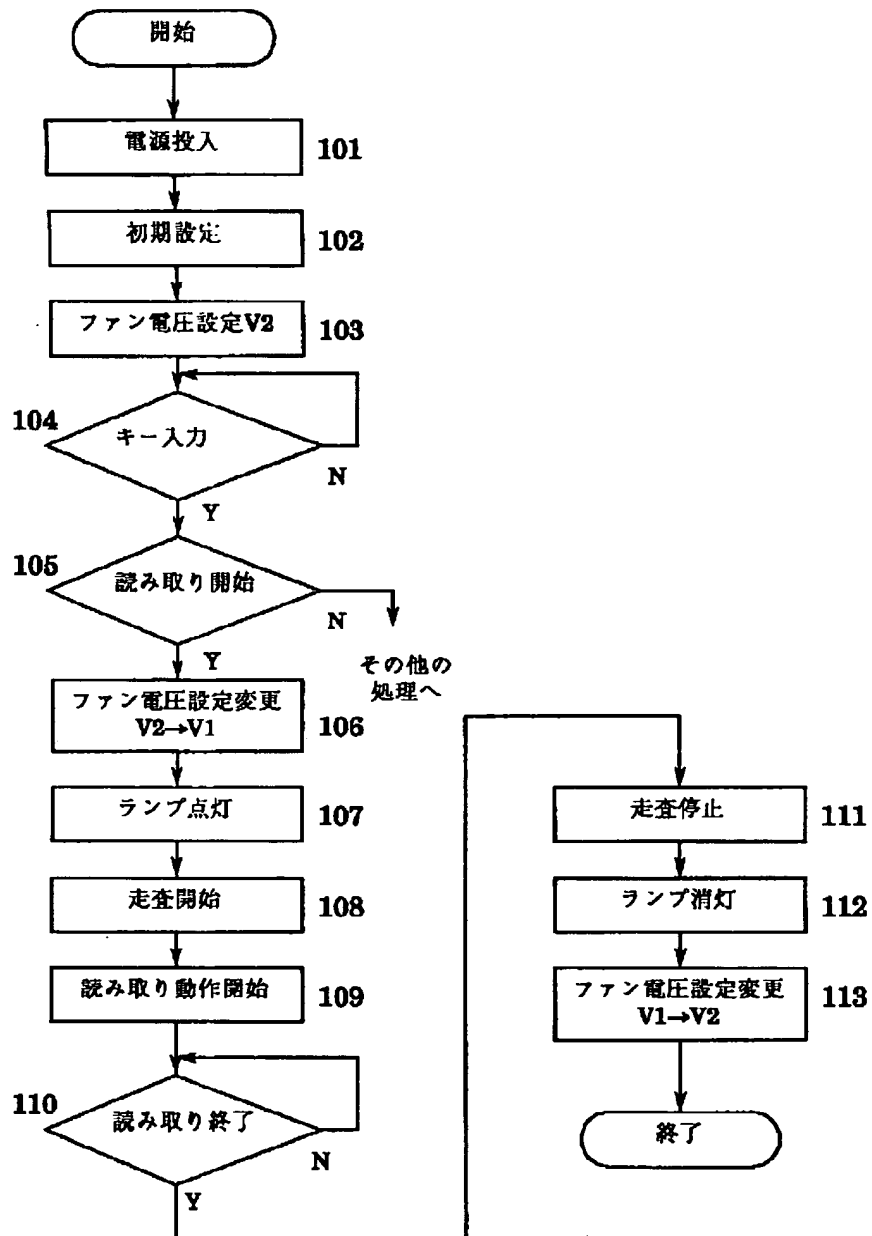 開始
電源投入
101
初期設定
102
ファン電圧設定V2
103
104
キー入力
N
Y
105
読み取り開始
N
Y
その他の
処理へ
ファン電圧設定変更
V2→V1
106
ランプ点灯
107
走査開始
108
読み取り動作開始
109
110
読み取り終了
N
Y
走査停止
111
ランプ消灯
112
ファン電圧設定変更
V1→V2
113
終了